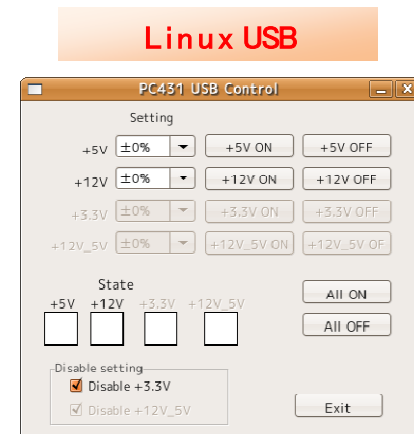 Linux USB
PC431 USB Control
Setting
+5V ±0% +5V ON +5V OFF
+12V ±0% +12V ON +12V OFF
+3.3V ±0% +3.3V ON +3.3V OFF
+12V_5V ±0% +12V_5V ON +12V_5V OF
State
+5V +12V +3.3V +12V_5V
All ON
All OFF
Disable setting
Disable +3.3V
Disable +12V_5V
Exit